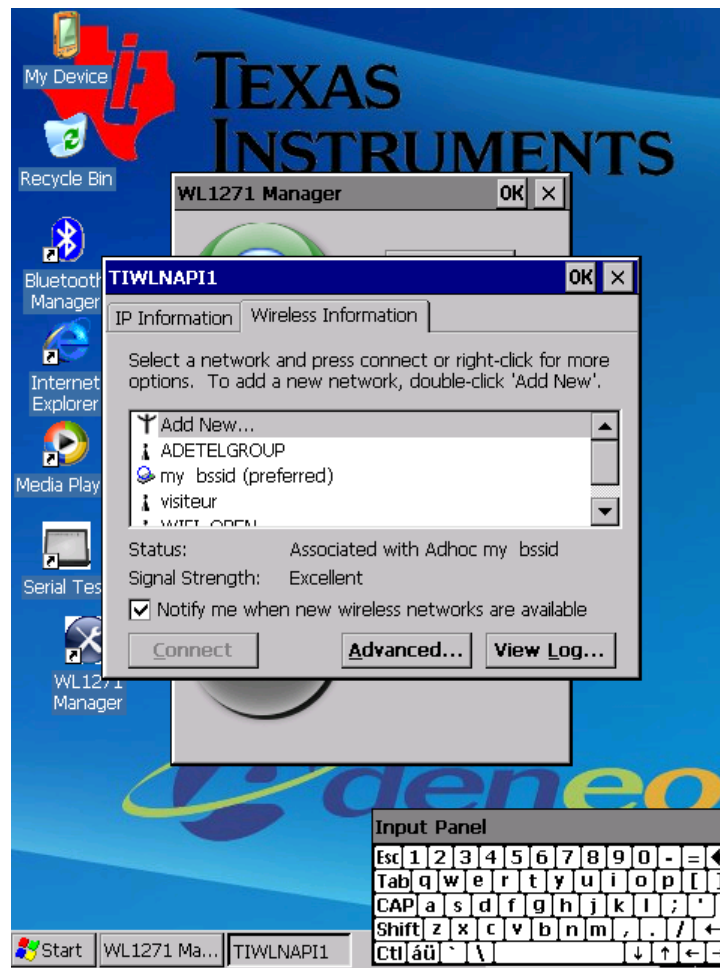 My Device
Recycle Bin
Bluetooth
Manager
Internet
Explorer
Media Play
Serial Tes
WL1271
Manager
TEXAS
INSTRUMENTS
WL1271 Manager
OK
TIWLNAPI1
OK
IP Information
Wireless Information
Select a network and press connect or right-click for more
options. To add a new network, double-click 'Add New'.
Add New...
ADETELGROUP
my bssid (preferred)
visiteur
WIFI OPEN
Status: Associated with Adhoc my bssid
Signal Strength: Excellent
Notify me when new wireless networks are available
Connect
Advanced...
View Log...
deneo
Input Panel
Esc 1 2 3 4 5 6 7 8 9 0 - =
Tab q w e r t y u i o p [ ]
CAP a s d f g h j k l ; '
Shift z x c v b n m , . / ←
Ctl áü ` \ ↓ ↑ ←
Start
WL1271 Ma...
TIWLNAPI1